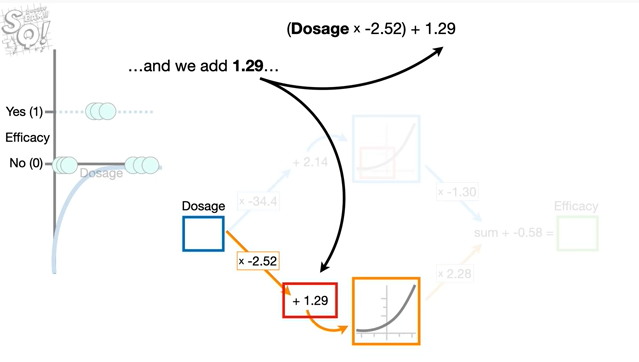 StatQuest!
(Dosage × -2.52) + 1.29
…and we add 1.29…
Yes (1)
Efficacy
No (0)
Dosage
+ 2.14
x -34.4
x -1.30
Dosage
Efficacy
sum + -0.58 =
x -2.52
x 2.28
+ 1.29